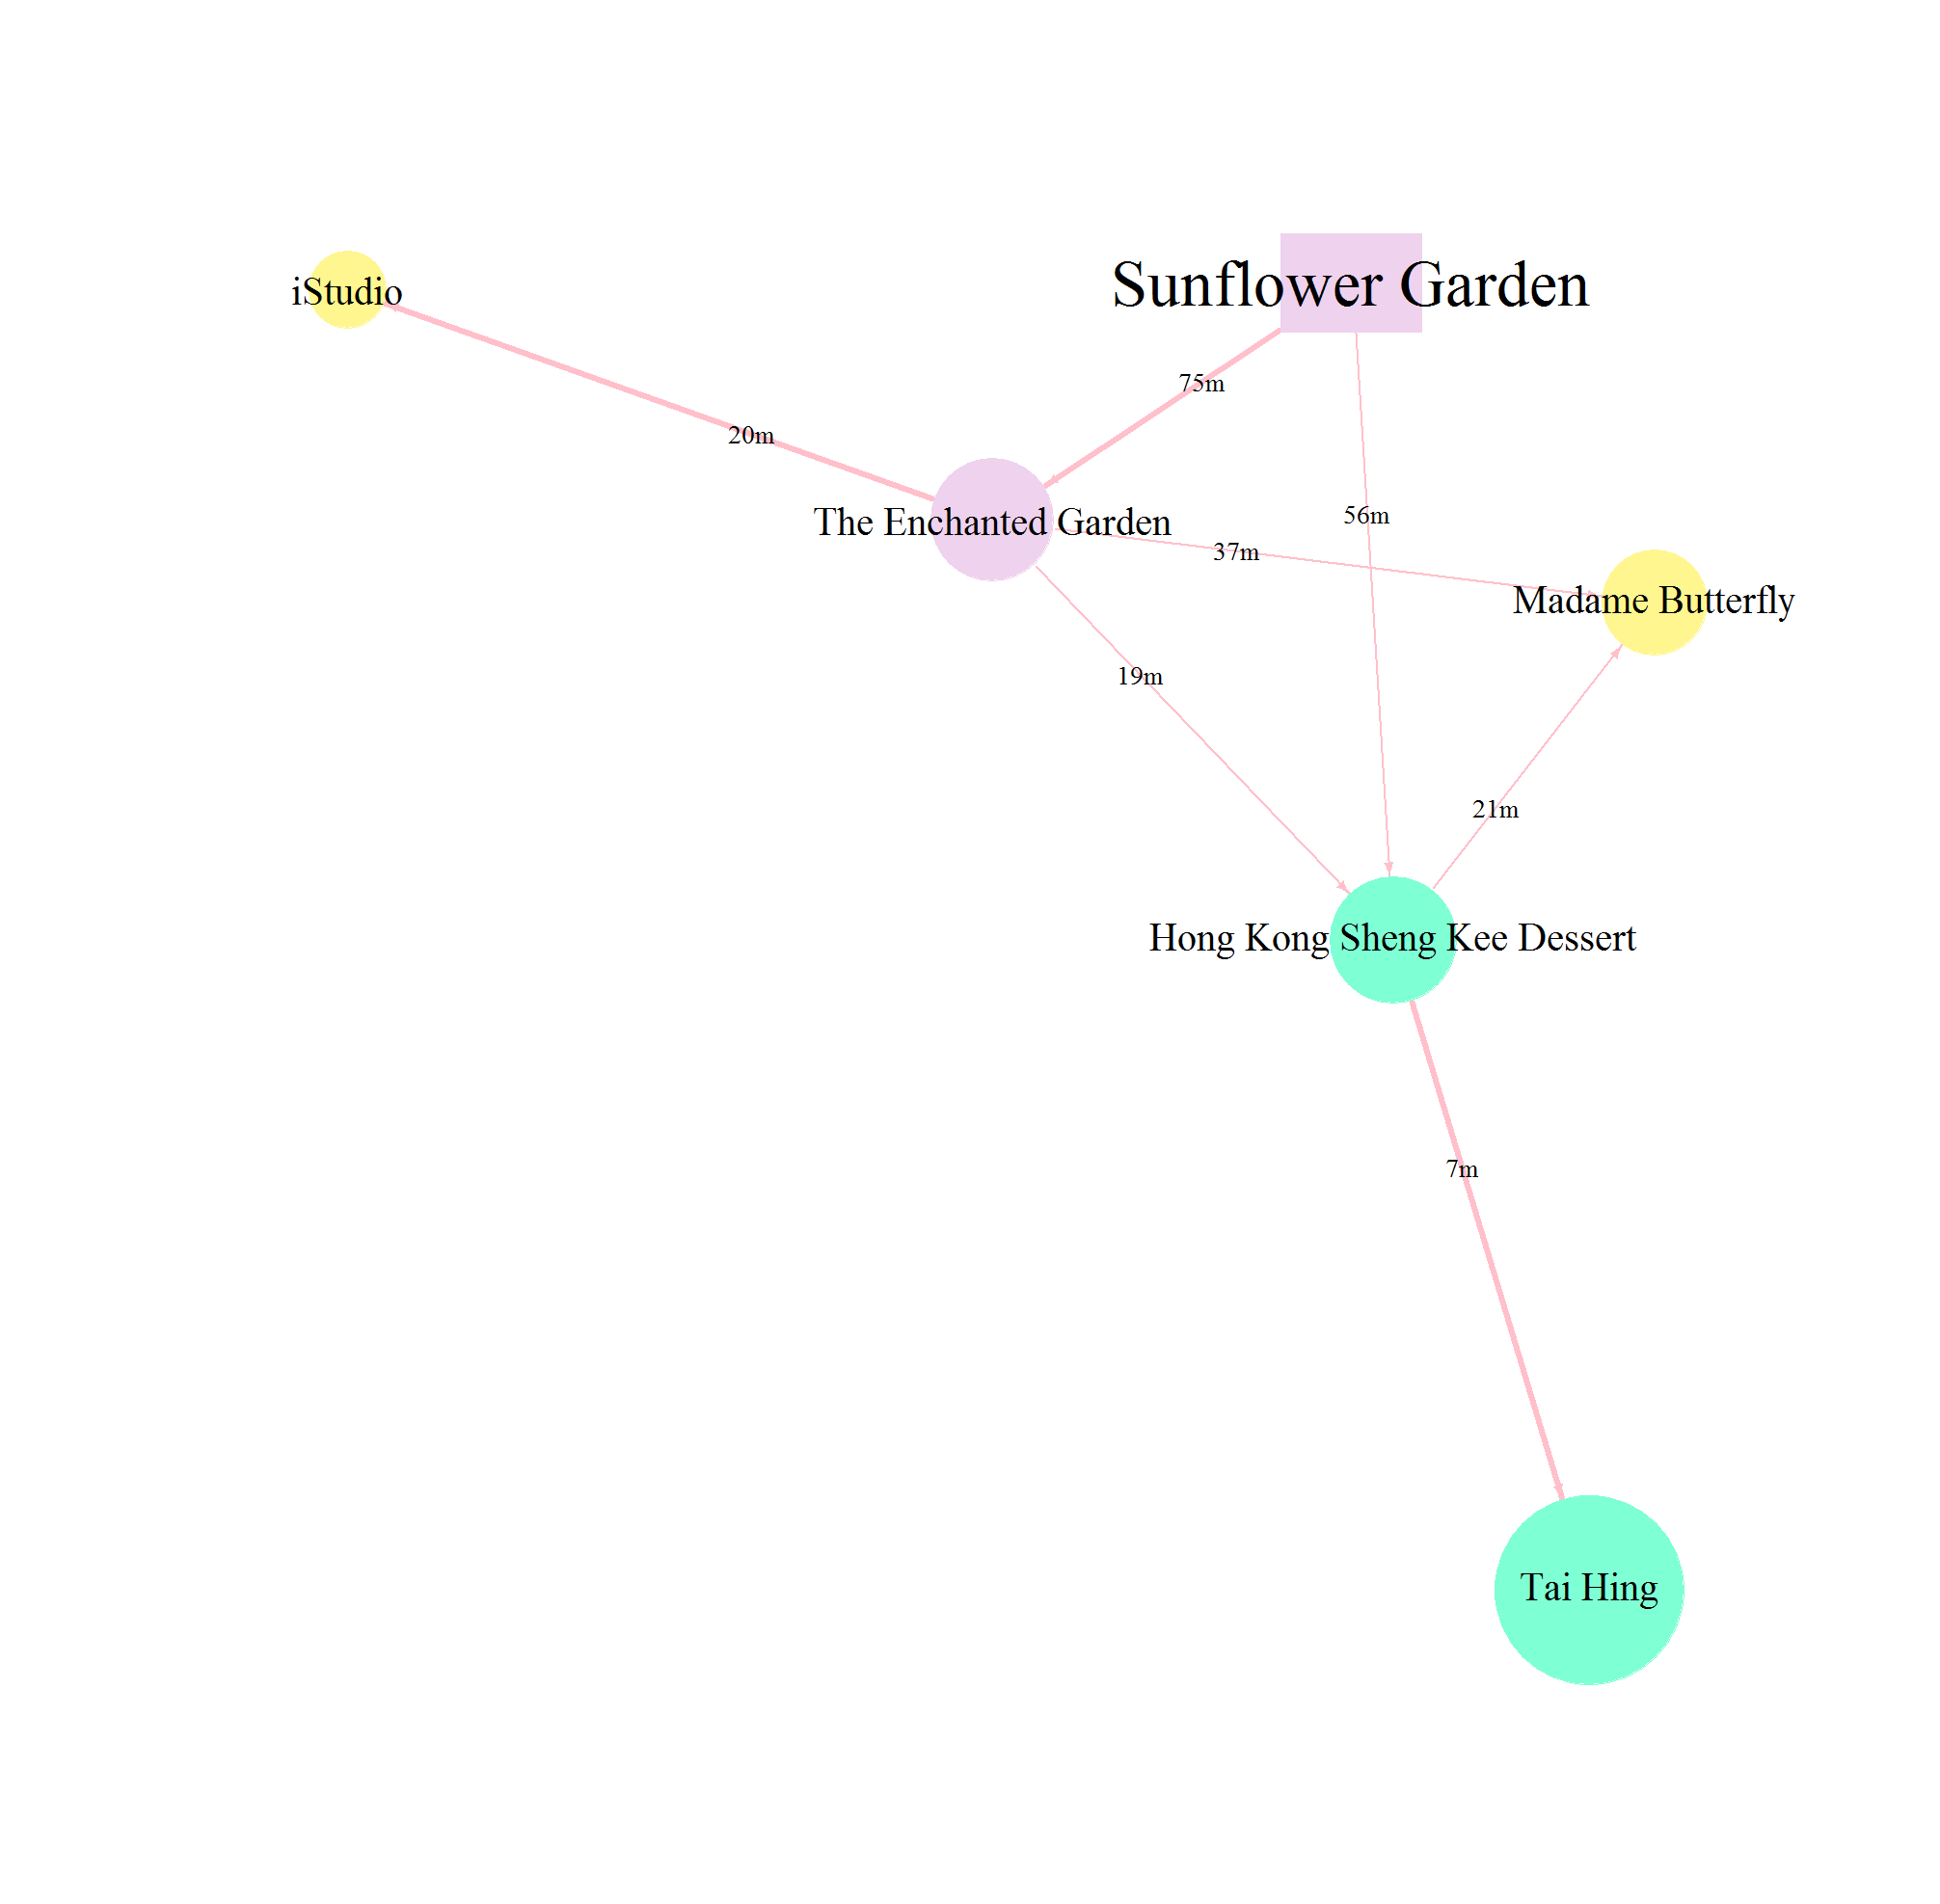 Sunflower Garden
iStudio
75m
20m
56m
The Enchanted Garden
37m
Madame Butterfly
19m
21m
Hong Kong Sheng Kee Dessert
7m
Tai Hing